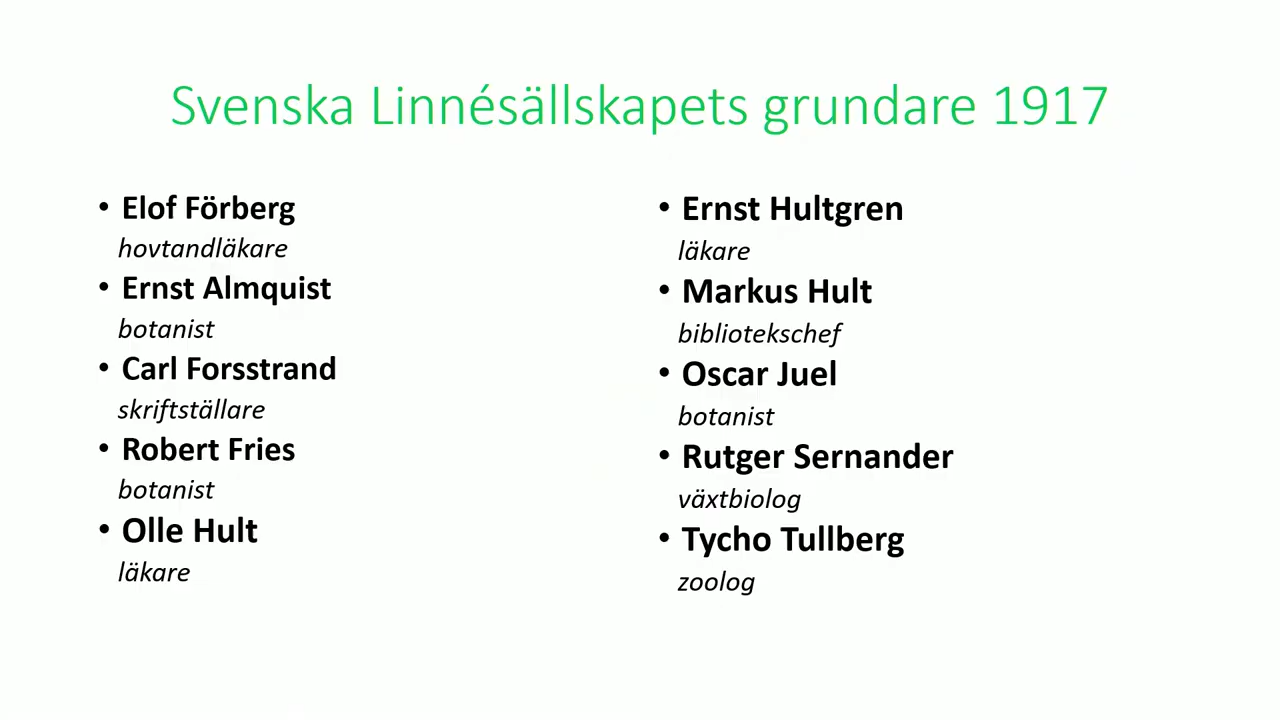 Svenska Linnésällskapets grundare 1917
• Elof Förberg
hovtandläkare
• Ernst Almquist
botanist
• Carl Forsstrand
skriftställare
• Robert Fries
botanist
• Olle Hult
läkare
• Ernst Hultgren
läkare
• Markus Hult
bibliotekschef
• Oscar Juel
botanist
• Rutger Sernander
växtbiolog
• Tycho Tullberg
zoolog